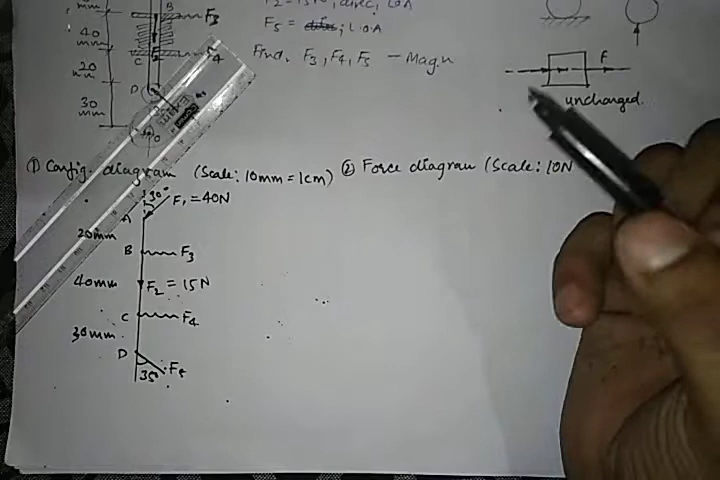 B
F3
40
mm
C
F4
20
mm
D
30
mm
O
F5 = ; L.O.A
Find, F3, F4, F5 - Magn
F
unchanged.
① Config. diagram (Scale: 10mm = 1cm)
② Force diagram (Scale: 10N
30°
F1 = 40N
A
20mm
B
F3
40mm
F2 = 15N
C
F4
30mm
D
35°
F5